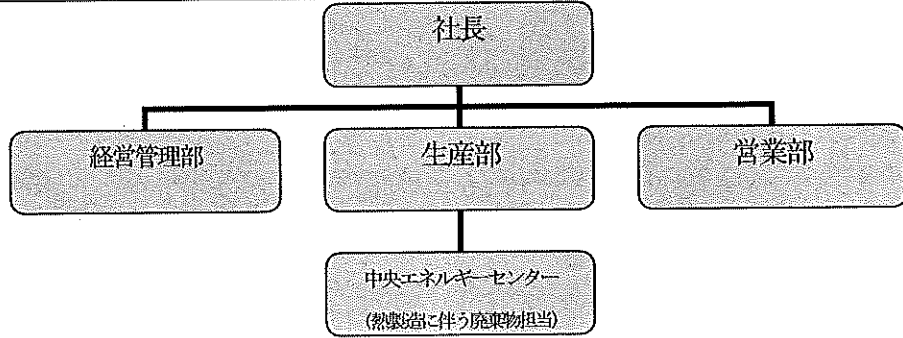 社長
経営管理部
生産部
営業部
中央エネルギーセンター
(熱製造に伴う廃棄物担当)